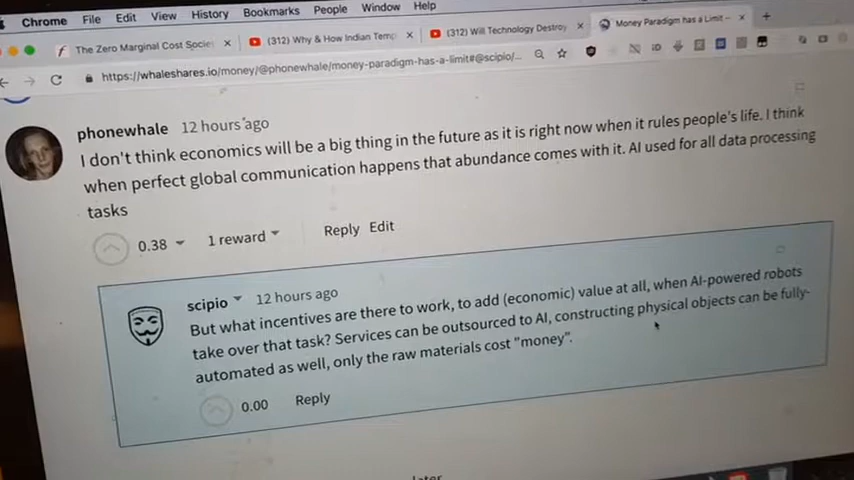 Chrome File Edit View History Bookmarks People Window Help
The Zero Marginal Cost Societ
(312) Why & How Indian Temp
(312) Will Technology Destroy
Money Paradigm has a Limit –
https://whaleshares.io/money/@phonewhale/money-paradigm-has-a-limit#@scipio/...
phonewhale 12 hours ago
I don't think economics will be a big thing in the future as it is right now when it rules people's life. I think
when perfect global communication happens that abundance comes with it. AI used for all data processing
tasks
0.38 1 reward Reply Edit
scipio 12 hours ago
But what incentives are there to work, to add (economic) value at all, when AI-powered robots
take over that task? Services can be outsourced to AI, constructing physical objects can be fully-
automated as well, only the raw materials cost "money".
0.00 Reply